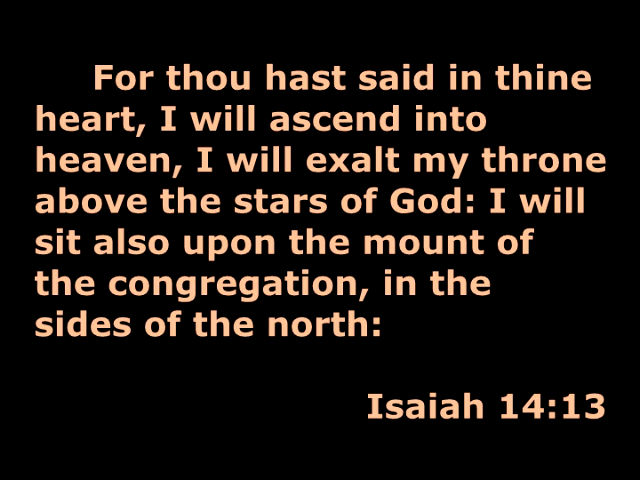 For thou hast said in thine
heart, I will ascend into
heaven, I will exalt my throne
above the stars of God: I will
sit also upon the mount of
the congregation, in the
sides of the north:
Isaiah 14:13